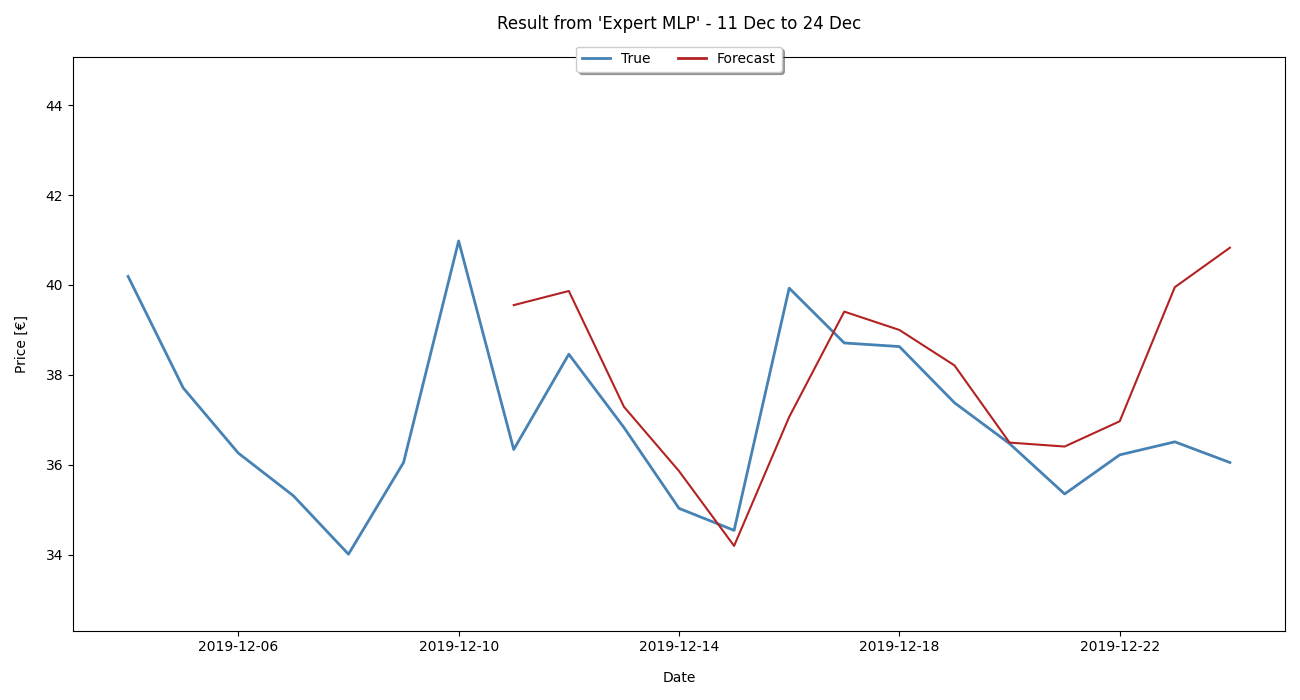 Result from 'Expert MLP' - 11 Dec to 24 Dec
True
Forecast
44
42
40
38
36
34
Price [€]
2019-12-06
2019-12-10
2019-12-14
2019-12-18
2019-12-22
Date